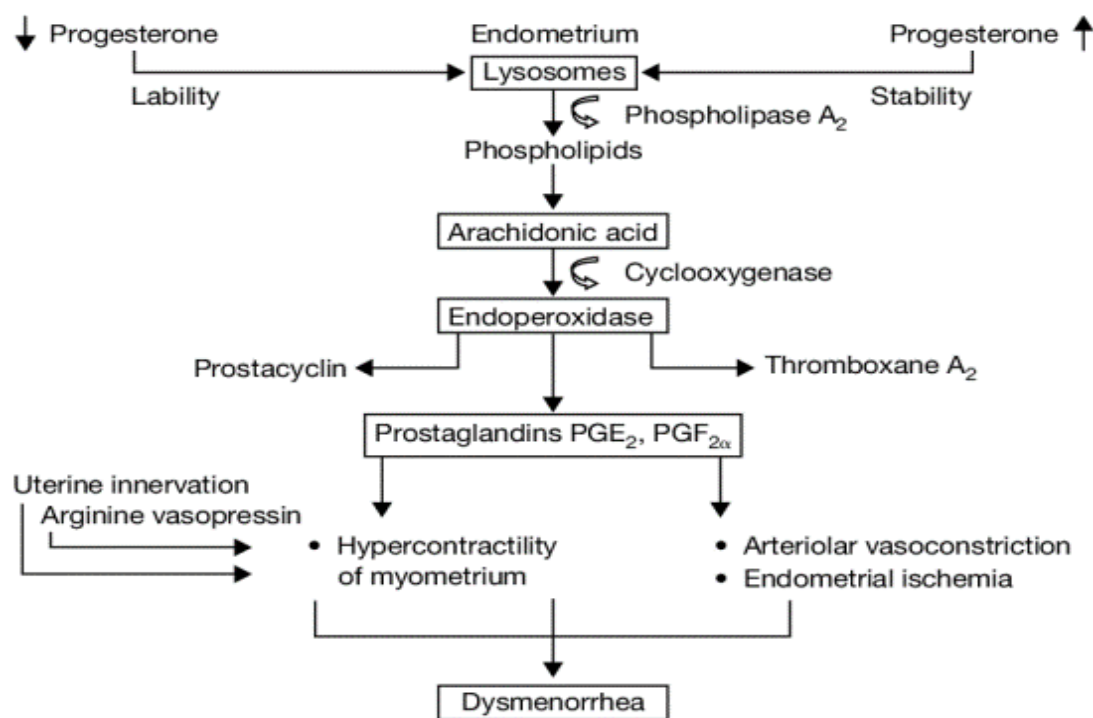 ↓ Progesterone
Endometrium
Progesterone ↑
Lysosomes
Lability
Stability
Phospholipase A₂
Phospholipids
Arachidonic acid
Cyclooxygenase
Endoperoxidase
Prostacyclin
Thromboxane A₂
Prostaglandins PGE₂, PGF₂α
Uterine innervation
Arginine vasopressin
• Hypercontractility
of myometrium
• Arteriolar vasoconstriction
• Endometrial ischemia
Dysmenorrhea